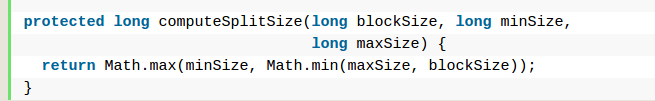 protected long computeSplitSize(long blockSize, long minSize,
                                long maxSize) {
  return Math.max(minSize, Math.min(maxSize, blockSize));
}